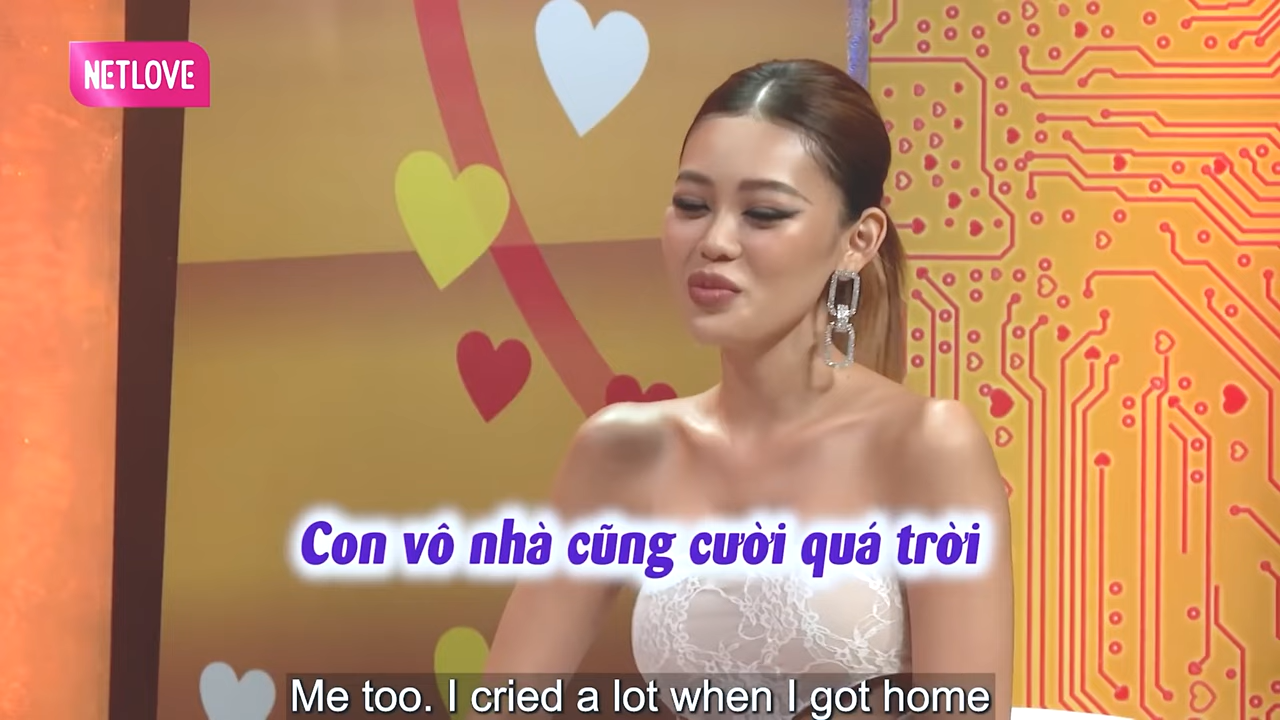 NETLOVE
Con vô nhà cũng cười quá trời
Me too. I cried a lot when I got home